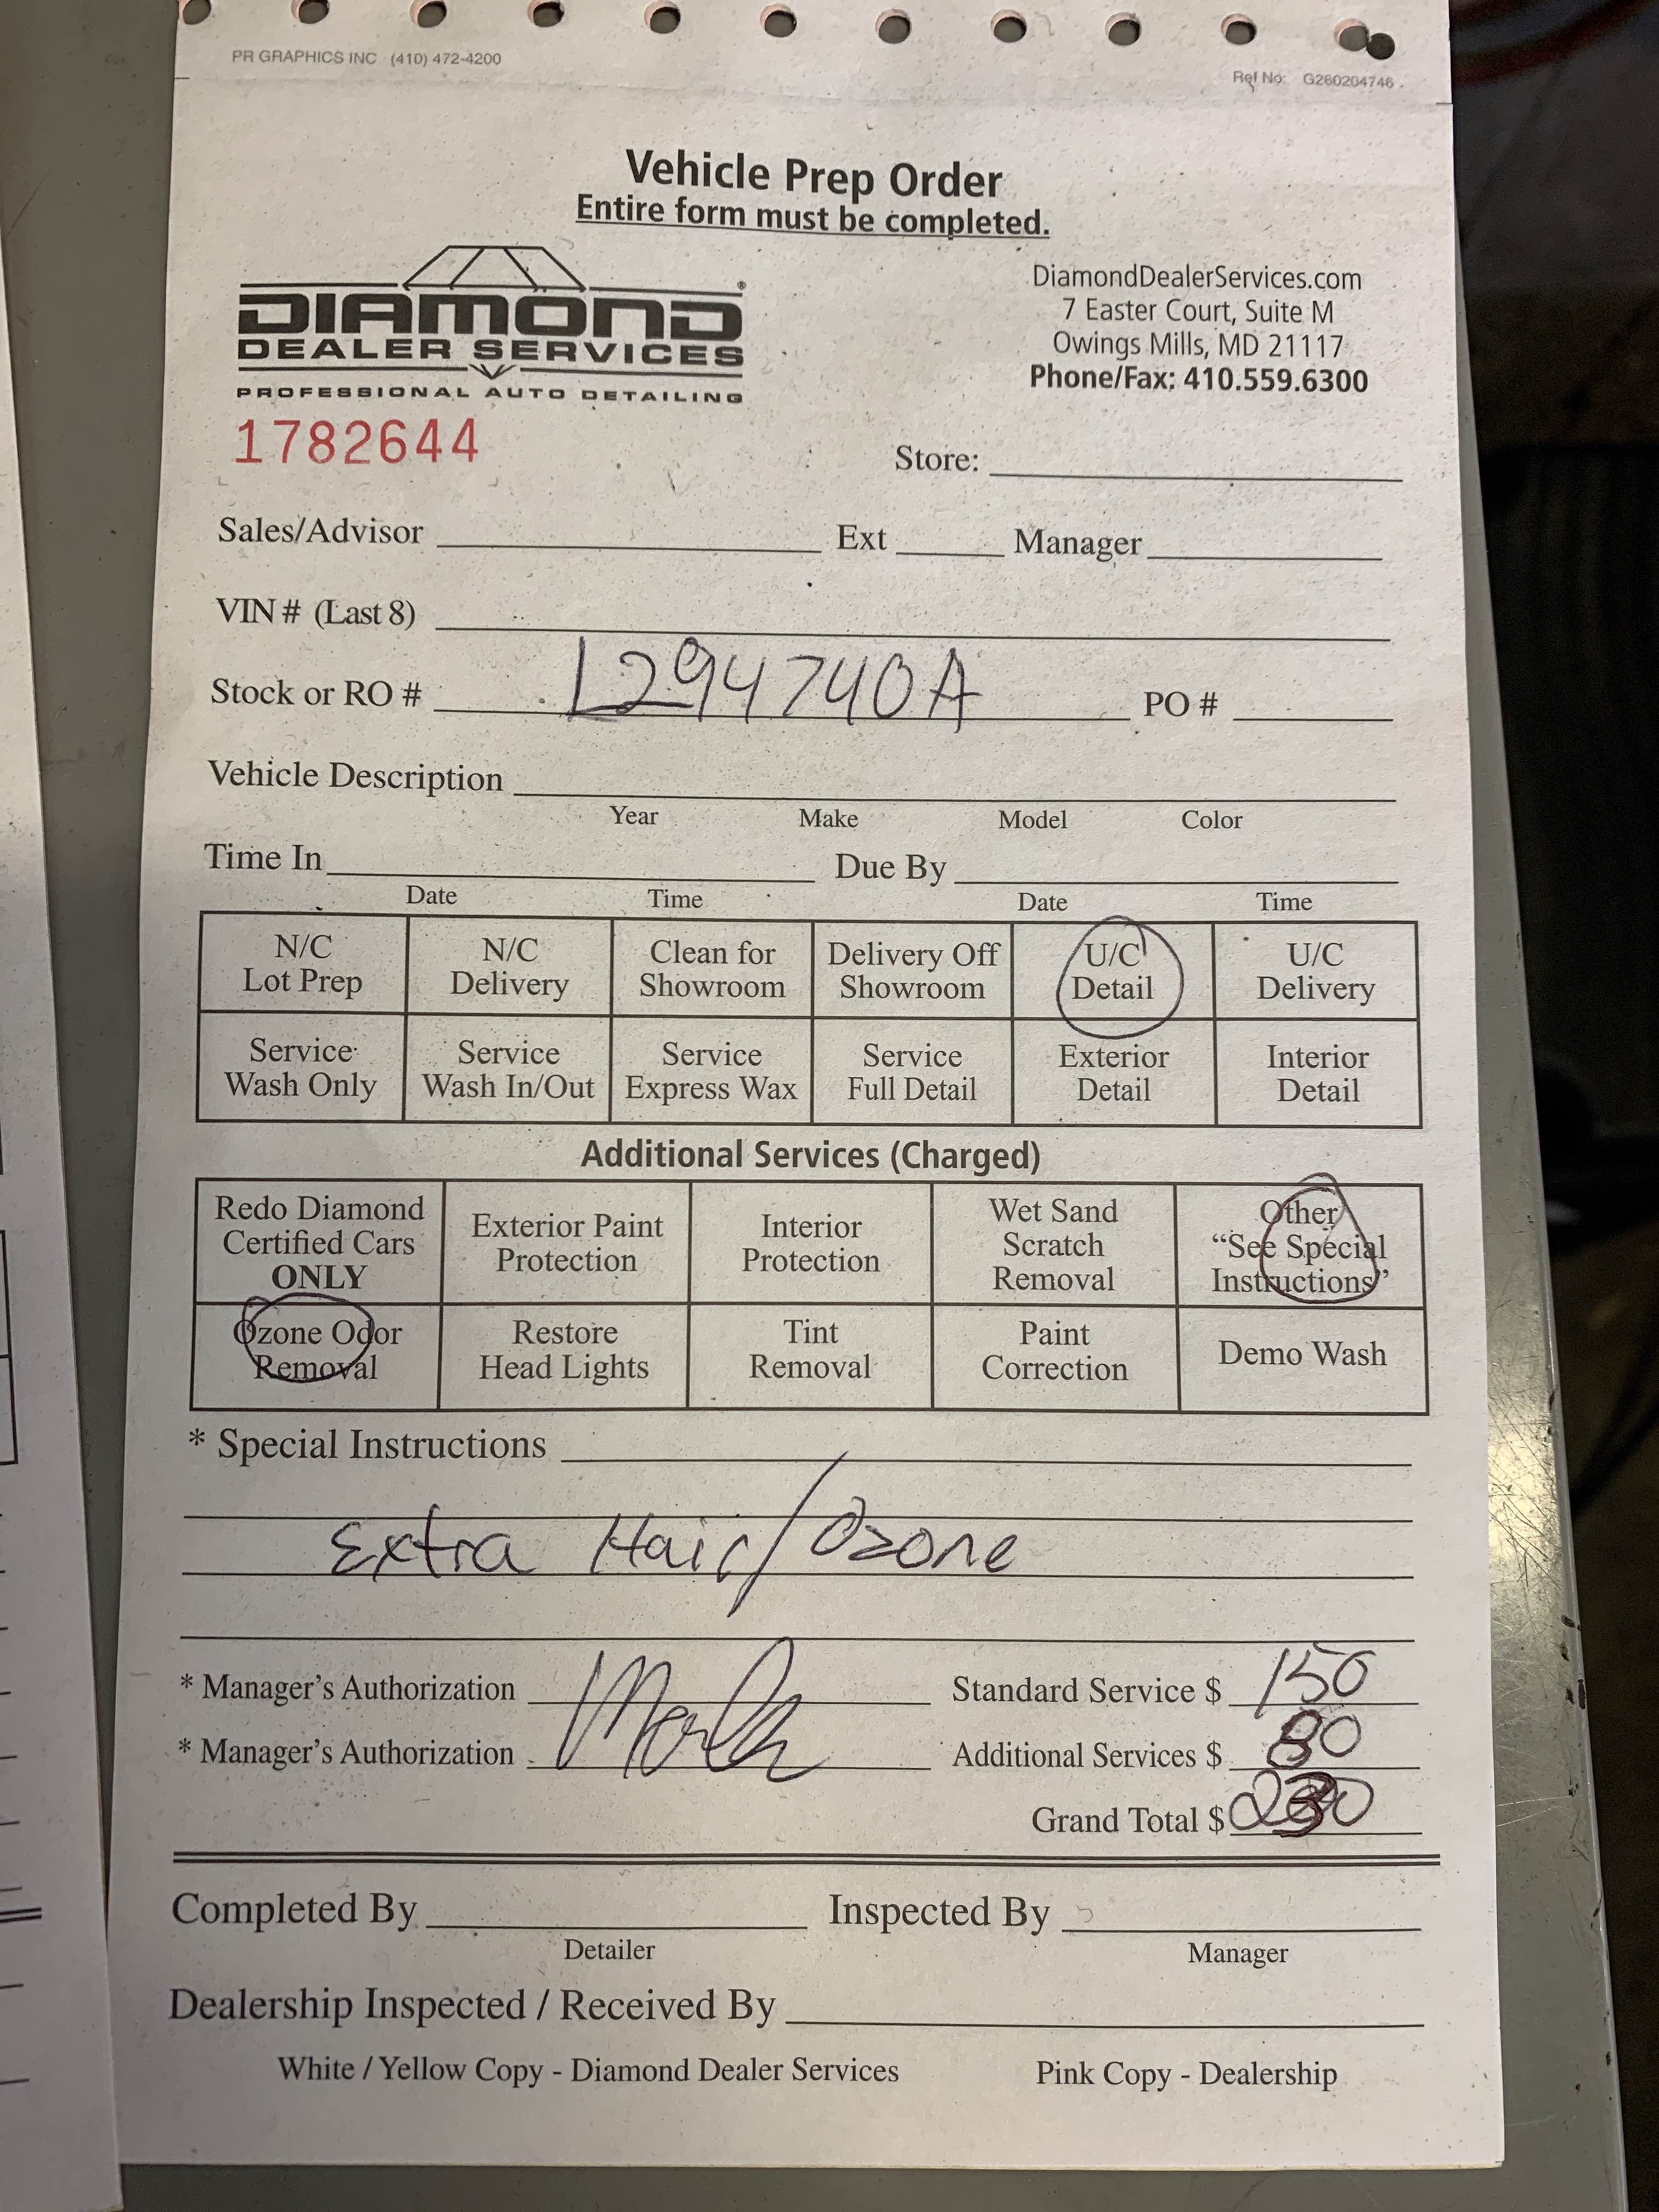 PR GRAPHICS INC (410) 472-4200
Ref No: G260204746
Vehicle Prep Order
Entire form must be completed.
DIAMOND
DEALER SERVICES
PROFESSIONAL AUTO DETAILING
DiamondDealerServices.com
7 Easter Court, Suite M
Owings Mills, MD 21117
Phone/Fax: 410.559.6300
1782644
Store:
Sales/Advisor Ext Manager
VIN # (Last 8)
Stock or RO # L294740A PO #
Vehicle Description
Year Make Model Color
Time In Due By
Date Time Date Time
N/C Lot Prep
N/C Delivery
Clean for Showroom
Delivery Off Showroom
U/C Detail
U/C Delivery
Service Wash Only
Service Wash In/Out
Service Express Wax
Service Full Detail
Exterior Detail
Interior Detail
Additional Services (Charged)
Redo Diamond Certified Cars ONLY
Exterior Paint Protection
Interior Protection
Wet Sand Scratch Removal
Other "See Special Instructions"
Ozone Odor Removal
Restore Head Lights
Tint Removal
Paint Correction
Demo Wash
* Special Instructions
Extra Hair/Ozone
* Manager's Authorization Standard Service $ 150
* Manager's Authorization Additional Services $ 80
Grand Total $ 230
Completed By Inspected By
Detailer Manager
Dealership Inspected / Received By
White / Yellow Copy - Diamond Dealer Services Pink Copy - Dealership